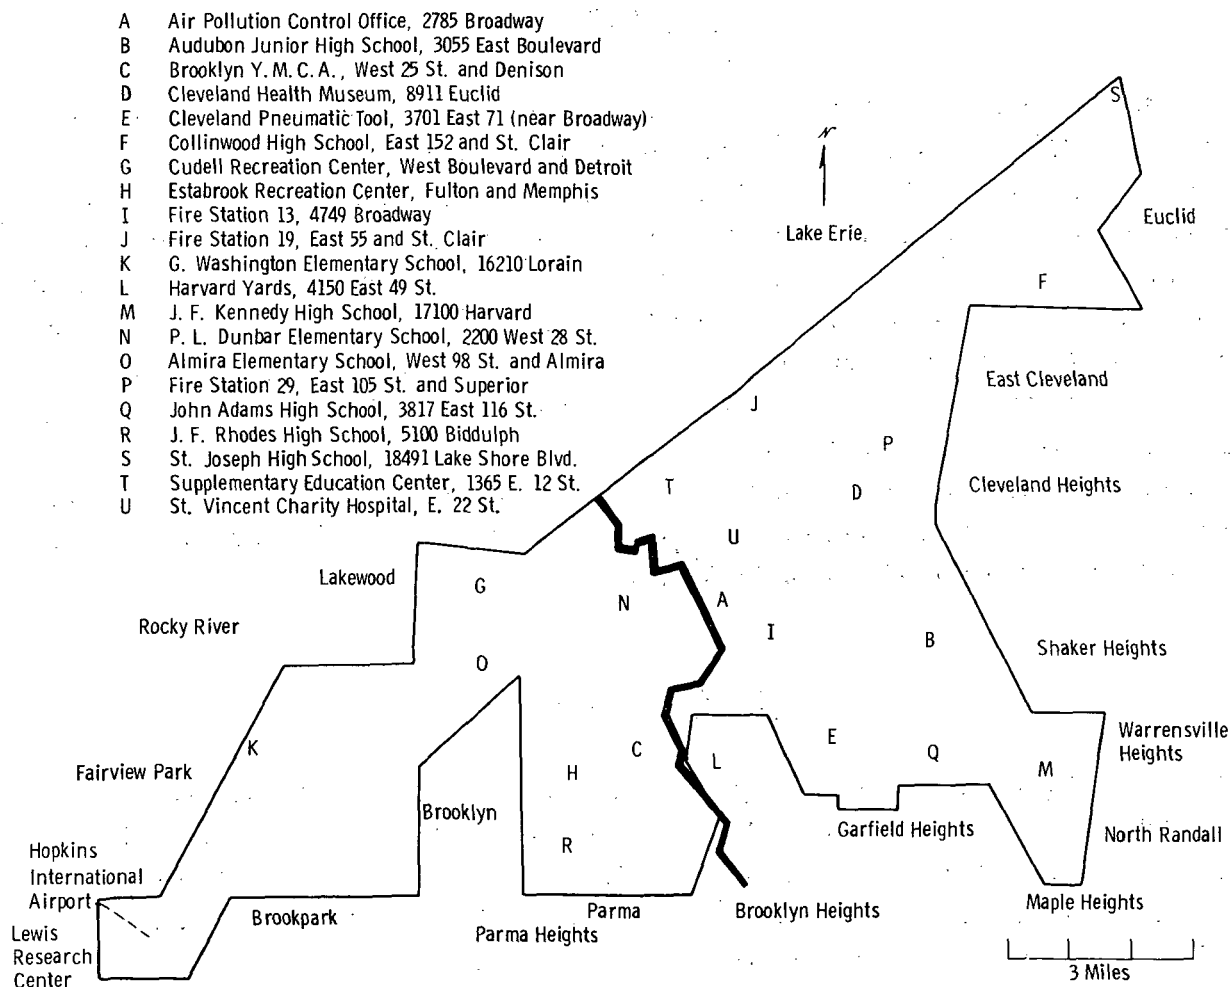 A Air Pollution Control Office, 2785 Broadway
B Audubon Junior High School, 3055 East Boulevard
C Brooklyn Y.M.C.A., West 25 St. and Denison
D Cleveland Health Museum, 8911 Euclid
E Cleveland Pneumatic Tool, 3701 East 71 (near Broadway)
F Collinwood High School, East 152 and St. Clair
G Cudell Recreation Center, West Boulevard and Detroit
H Estabrook Recreation Center, Fulton and Memphis
I Fire Station 13, 4749 Broadway
J Fire Station 19, East 55 and St. Clair
K G. Washington Elementary School, 16210 Lorain
L Harvard Yards, 4150 East 49 St.
M J. F. Kennedy High School, 17100 Harvard
N P. L. Dunbar Elementary School, 2200 West 28 St.
O Almira Elementary School, West 98 St. and Almira
P Fire Station 29, East 105 St. and Superior
Q John Adams High School, 3817 East 116 St.
R J. F. Rhodes High School, 5100 Biddulph
S St. Joseph High School, 18491 Lake Shore Blvd.
T Supplementary Education Center, 1365 E. 12 St.
U St. Vincent Charity Hospital, E. 22 St.
S
N
Euclid
Lake Erie
F
East Cleveland
J
P
T
D
Cleveland Heights
U
Lakewood
G
N
A
Rocky River
I
B
Shaker Heights
O
K
C
E
Q
Warrensville
Heights
L
M
Fairview Park
H
Brooklyn
Garfield Heights
North Randall
R
Hopkins
International
Airport
Brookpark
Parma
Brooklyn Heights
Maple Heights
Parma Heights
Lewis
Research
Center
3 Miles